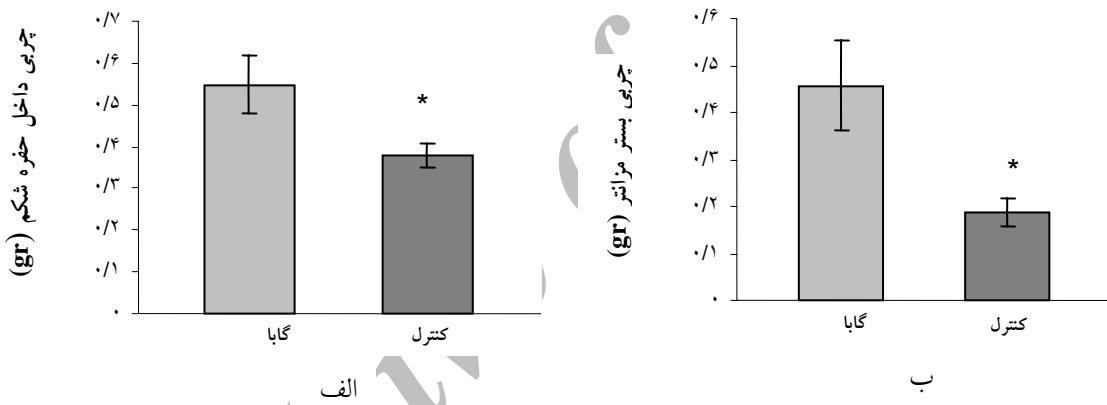 چربی داخل حفره شکم (gr)
۰/۷
۰/۶
۰/۵
۰/۴
۰/۳
۰/۲
۰/۱
۰
*
گابا
کنترل
الف
چربی بستر مزانتر (gr)
۰/۶
۰/۵
۰/۴
۰/۳
۰/۲
۰/۱
۰
*
گابا
کنترل
ب